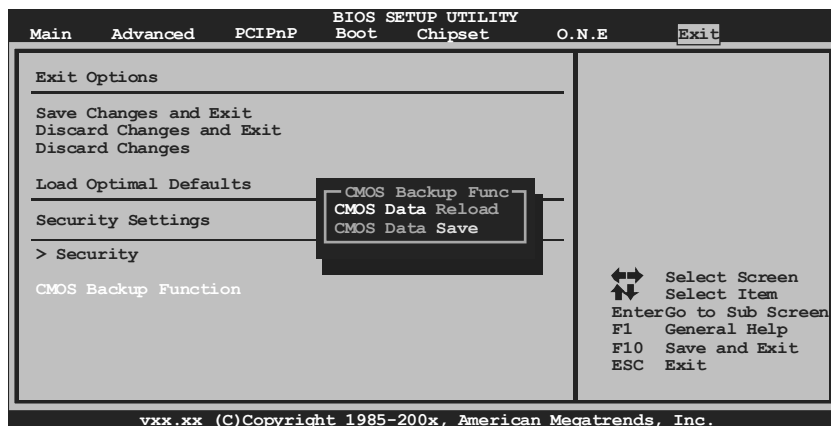 BIOS SETUP UTILITY
Main Advanced PCIPnP Boot Chipset O.N.E Exit
Exit Options
Save Changes and Exit
Discard Changes and Exit
Discard Changes
Load Optimal Defaults
Security Settings
> Security
CMOS Backup Function
CMOS Backup Func
CMOS Data Reload
CMOS Data Save
Select Screen
Select Item
EnterGo to Sub Screen
F1 General Help
F10 Save and Exit
ESC Exit
vxx.xx (C)Copyright 1985-200x, American Megatrends, Inc.